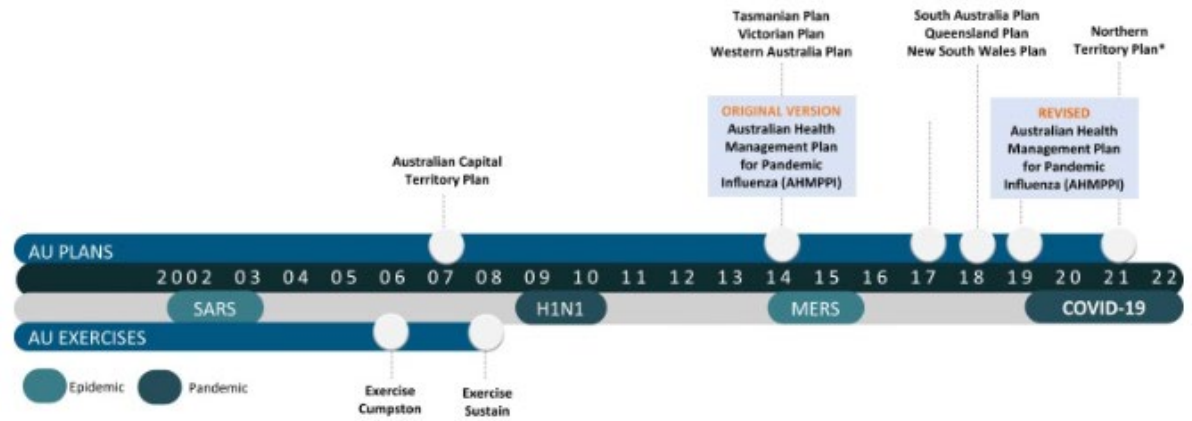 Tasmanian Plan
Victorian Plan
Western Australia Plan
South Australia Plan
Queensland Plan
New South Wales Plan
Northern
Territory Plan*
ORIGINAL VERSION
Australian Health
Management Plan
for Pandemic
Influenza (AHMPPI)
REVISED
Australian Health
Management Plan
for Pandemic
Influenza (AHMPPI)
Australian Capital
Territory Plan
AU PLANS
2002 03 04 05 06 07 08 09 10 11 12 13 14 15 16 17 18 19 20 21 22
SARS H1N1 MERS COVID-19
AU EXERCISES
Epidemic Pandemic
Exercise
Cumpston
Exercise
Sustain